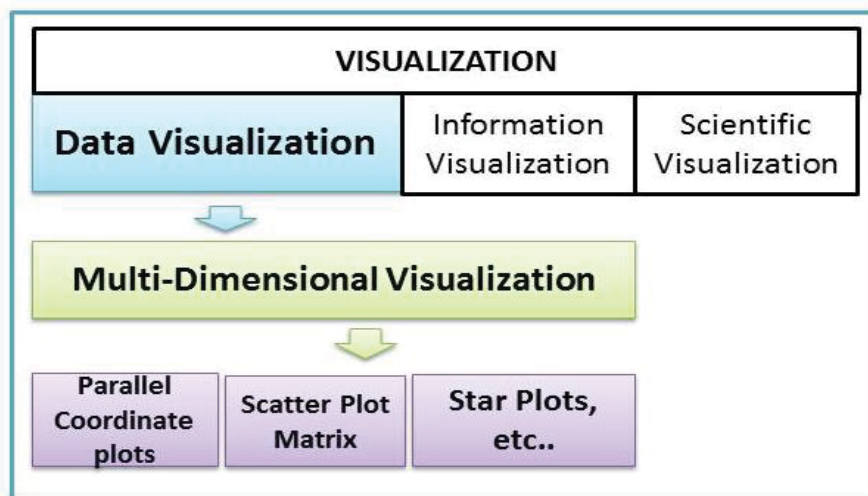 VISUALIZATION
Data Visualization
Information
Visualization
Scientific
Visualization
Multi-Dimensional Visualization
Parallel
Coordinate
plots
Scatter Plot
Matrix
Star Plots,
etc..